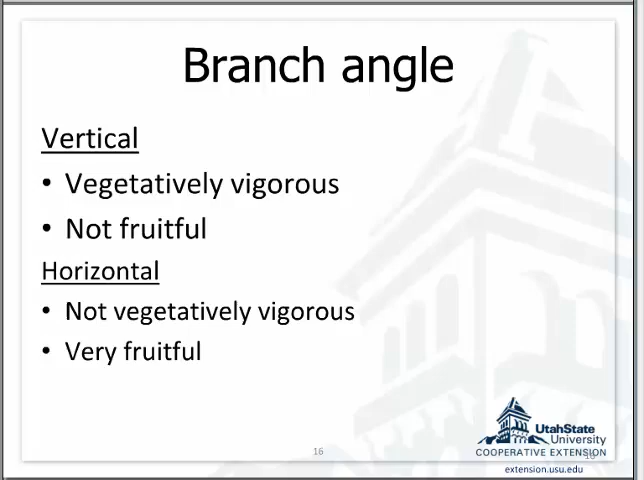 Branch angle
Vertical
• Vegetatively vigorous
• Not fruitful
Horizontal
• Not vegetatively vigorous
• Very fruitful
16
UtahState
University
COOPERATIVE EXTENSION
16
extension.usu.edu